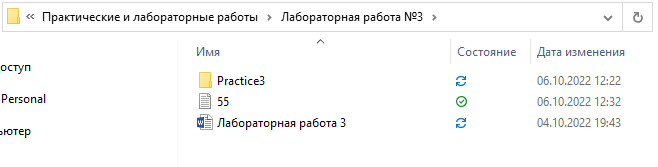 « Практические и лабораторные работы > Лабораторная работа №3 >
Имя Состояние Дата изменения
оступ
Practice3 06.10.2022 12:22
Personal
55 06.10.2022 12:32
ьютер
Лабораторная работа 3 04.10.2022 19:43